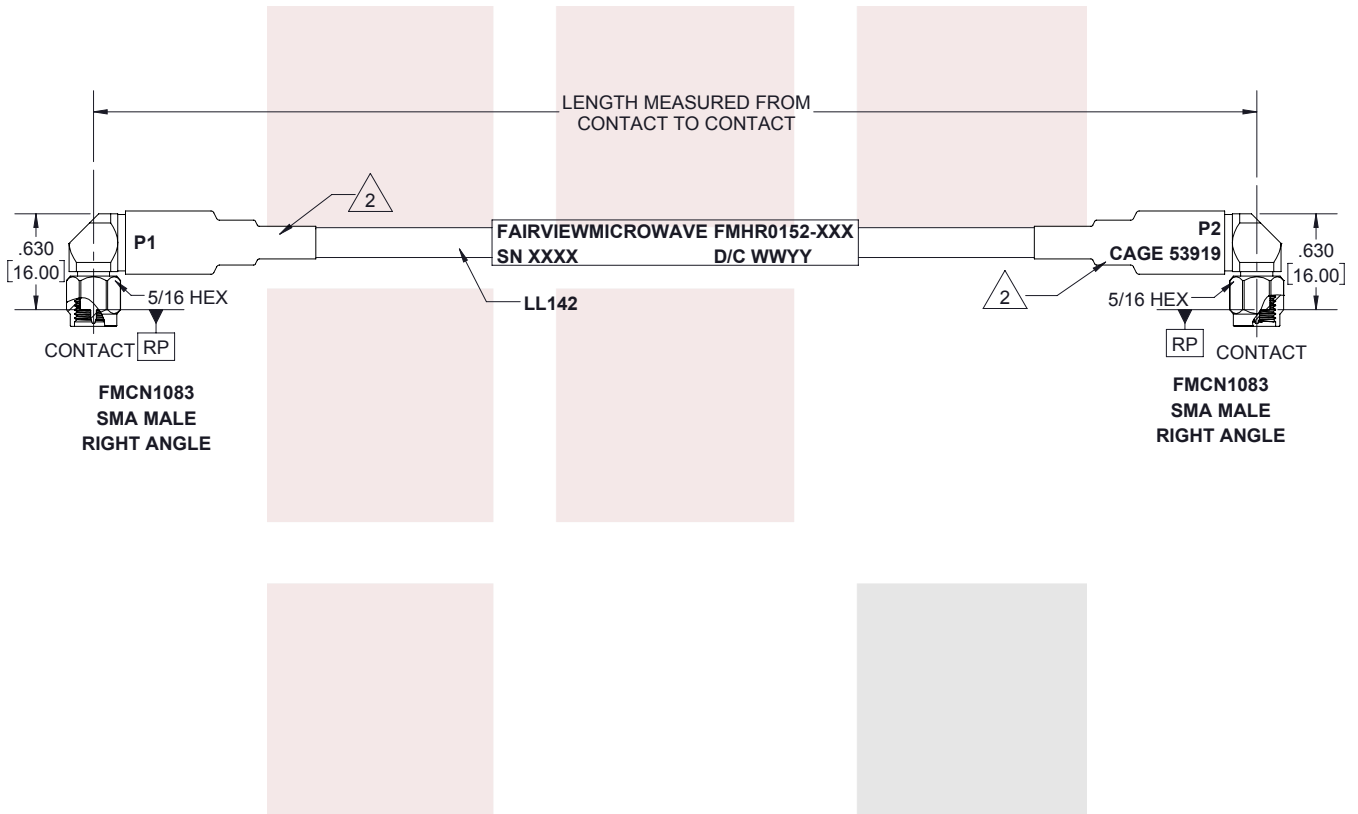 LENGTH MEASURED FROM
CONTACT TO CONTACT
2
.630
[16.00]
P1
FAIRVIEWMICROWAVE FMHR0152-XXX
SN XXXX D/C WWYY
P2
CAGE 53919
.630
[16.00]
5/16 HEX
LL142
2
5/16 HEX
CONTACT RP
RP CONTACT
FMCN1083
SMA MALE
RIGHT ANGLE
FMCN1083
SMA MALE
RIGHT ANGLE